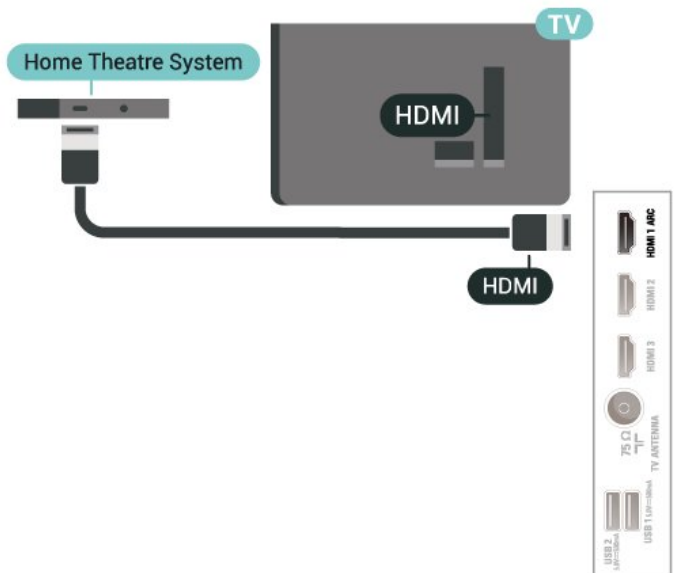 TV
Home Theatre System
HDMI
HDMI
HDMI 1 ARC
HDMI 2
HDMI 3
75 Ω
TV ANTENNA
USB 1
USB 2